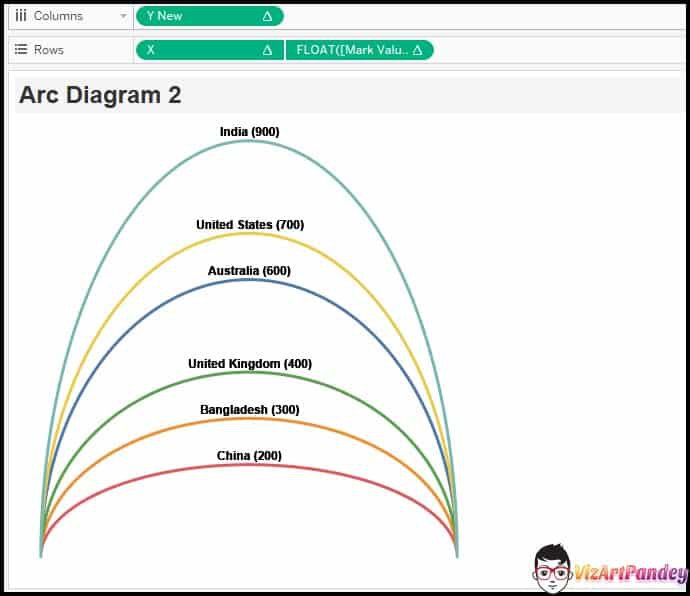 Columns Y New
Rows X FLOAT([Mark Valu..
Arc Diagram 2
India (900)
United States (700)
Australia (600)
United Kingdom (400)
Bangladesh (300)
China (200)
VizArtPandey